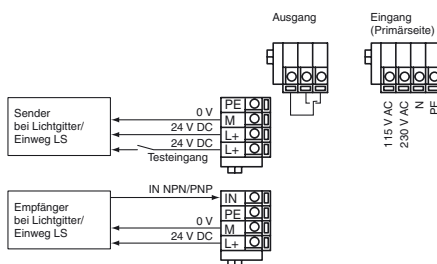 Ausgang
Eingang
(Primärseite)
115 V AC
230 V AC
N
PE
Sender
bei Lichtgitter/
Einweg LS
0 V
24 V DC
24 V DC
Testeingang
PE
M
L+
L+
Empfänger
bei Lichtgitter/
Einweg LS
IN NPN/PNP
0 V
24 V DC
IN
PE
M
L+